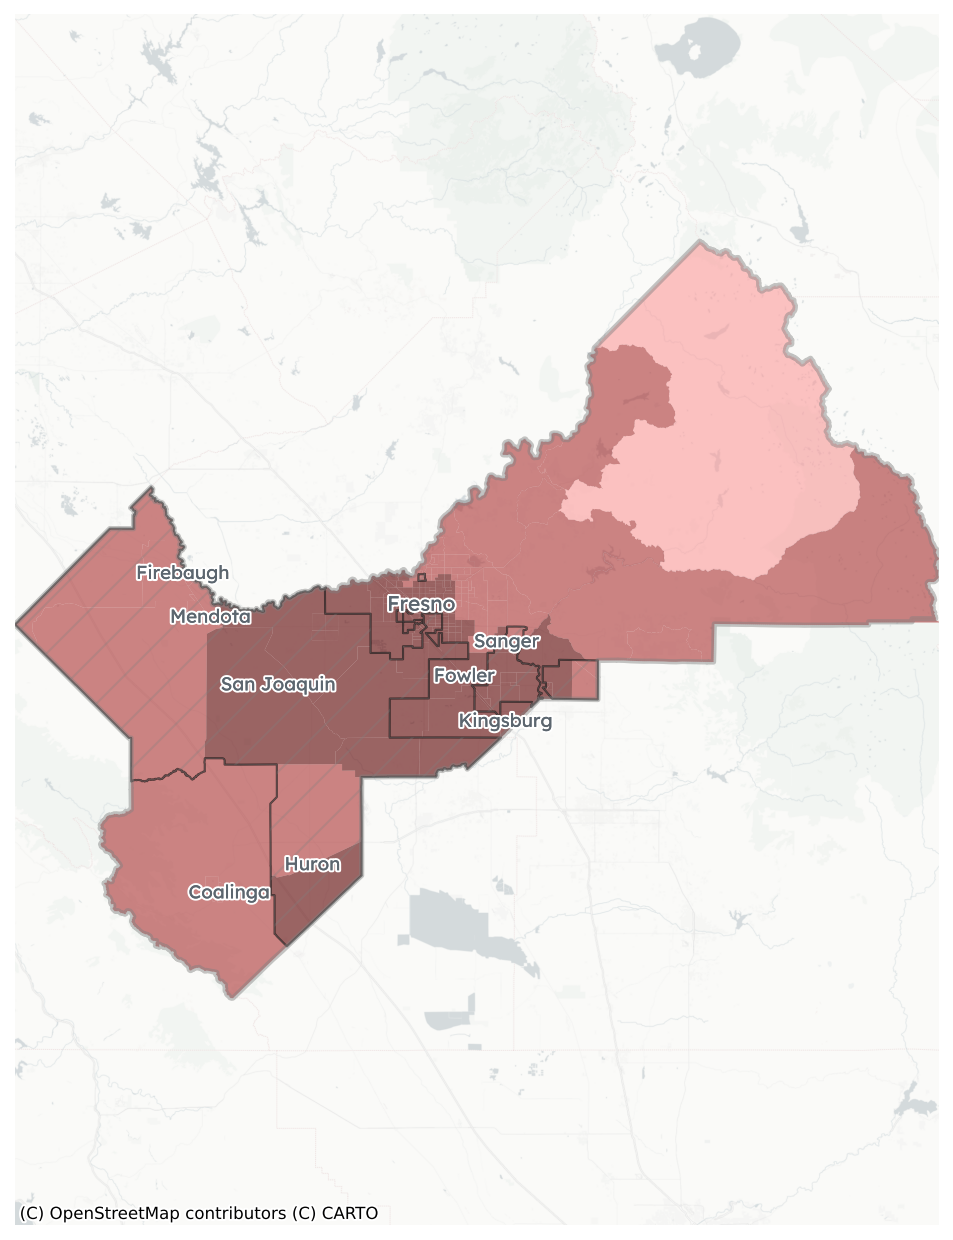 Firebaugh
Fresno
Mendota
Sanger
Fowler
San Joaquin
Kingsburg
Huron
Coalinga
(C) OpenStreetMap contributors (C) CARTO